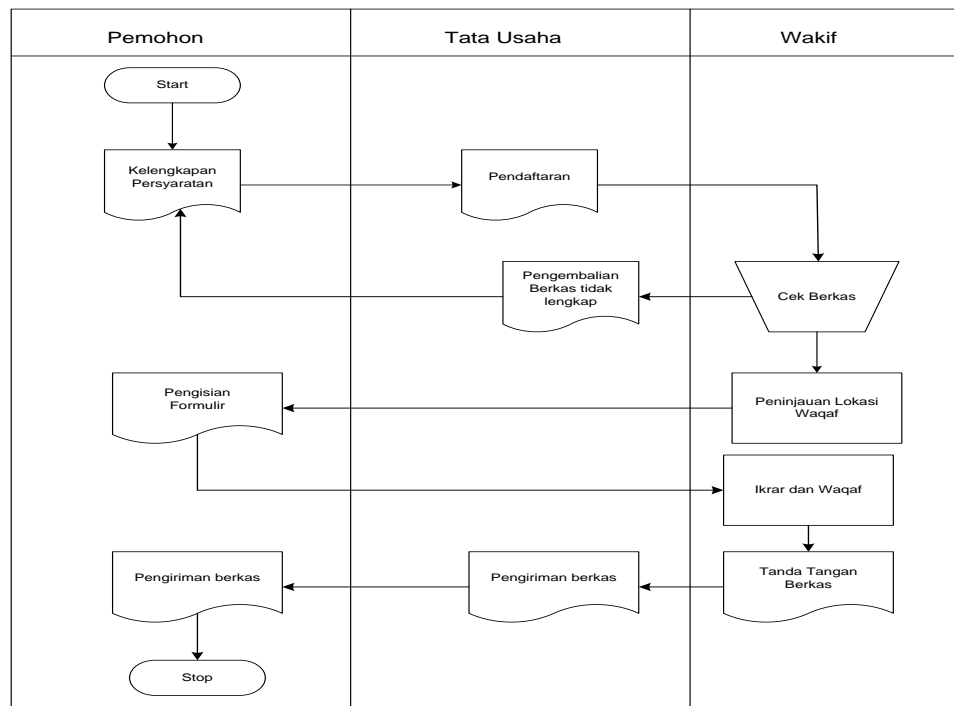 Pemohon
Tata Usaha
Wakif
Start
Kelengkapan
Persyaratan
Pendaftaran
Pengembalian
Berkas tidak
lengkap
Cek Berkas
Pengisian
Formulir
Peninjauan Lokasi
Waqaf
Ikrar dan Waqaf
Pengiriman berkas
Pengiriman berkas
Tanda Tangan
Berkas
Stop